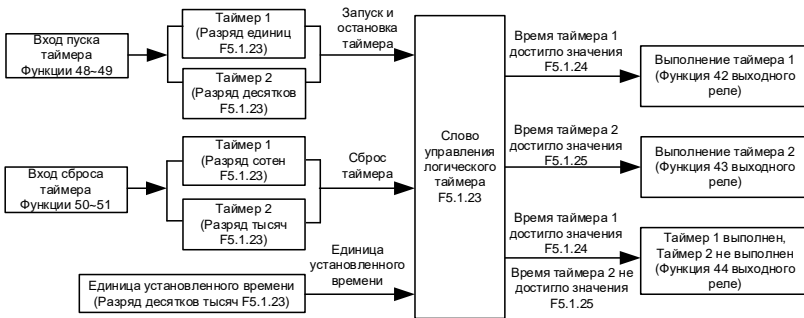 Вход пуска
таймера
Функции 48~49
Таймер 1
(Разряд единиц
F5.1.23)
Таймер 2
(Разряд десятков
F5.1.23)
Запуск и
остановка
таймера
Вход сброса
таймера
Функции 50~51
Таймер 1
(Разряд сотен
F5.1.23)
Таймер 2
(Разряд тысяч
F5.1.23)
Сброс
таймера
Единица установленного времени
(Разряд десятков тысяч F5.1.23)
Единица
установленного
времени
Слово
управления
логического
таймера
F5.1.23
Время таймера 1
достигло значения
F5.1.24
Выполнение таймера 1
(Функция 42 выходного
реле)
Время таймера 2
достигло значения
F5.1.25
Выполнение таймера 2
(Функция 43 выходного
реле)
Время таймера 1
достигло значения
F5.1.24
Время таймера 2 не
достигло значения
F5.1.25
Таймер 1 выполнен,
Таймер 2 не выполнен
(Функция 44 выходного
реле)